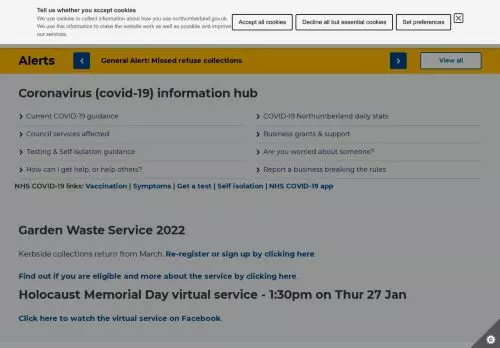 Tell us whether you accept cookies
We use cookies to collect information about how you use northumberland.gov.uk.
We use this information to make the website work as well as possible and improve
our services.
Accept all cookies
Decline all but essential cookies
Set preferences
Alerts
General Alert: Missed refuse collections
View all
Coronavirus (covid-19) information hub
Current COVID-19 guidance
COVID-19 Northumberland daily stats
Council services affected
Business grants & support
Testing & Self isolation guidance
Are you worried about someone?
How can I get help, or help others?
Report a business breaking the rules
NHS COVID-19 links: Vaccination | Symptoms | Get a test | Self isolation | NHS COVID-19 app
Garden Waste Service 2022
Kerbside collections return from March. Re-register or sign up by clicking here.
Find out if you are eligible and more about the service by clicking here.
Holocaust Memorial Day virtual service - 1:30pm on Thur 27 Jan
Click here to watch the virtual service on Facebook.